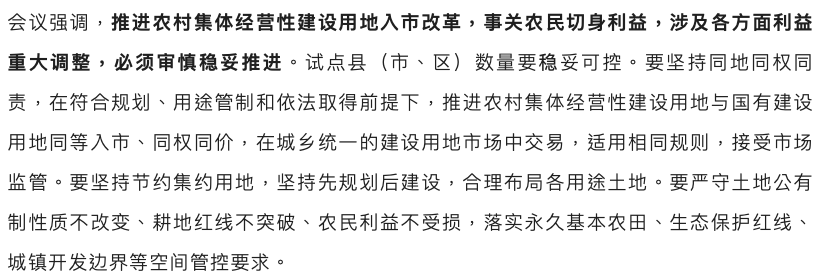 会议强调，推进农村集体经营性建设用地入市改革，事关农民切身利益，涉及各方面利益
重大调整，必须审慎稳妥推进。试点县（市、区）数量要稳妥可控。要坚持同地同权同
责，在符合规划、用途管制和依法取得前提下，推进农村集体经营性建设用地与国有建设
用地同等入市、同权同价，在城乡统一的建设用地市场中交易，适用相同规则，接受市场
监管。要坚持节约集约用地，坚持先规划后建设，合理布局各用途土地。要严守土地公有
制性质不改变、耕地红线不突破、农民利益不受损，落实永久基本农田、生态保护红线、
城镇开发边界等空间管控要求。